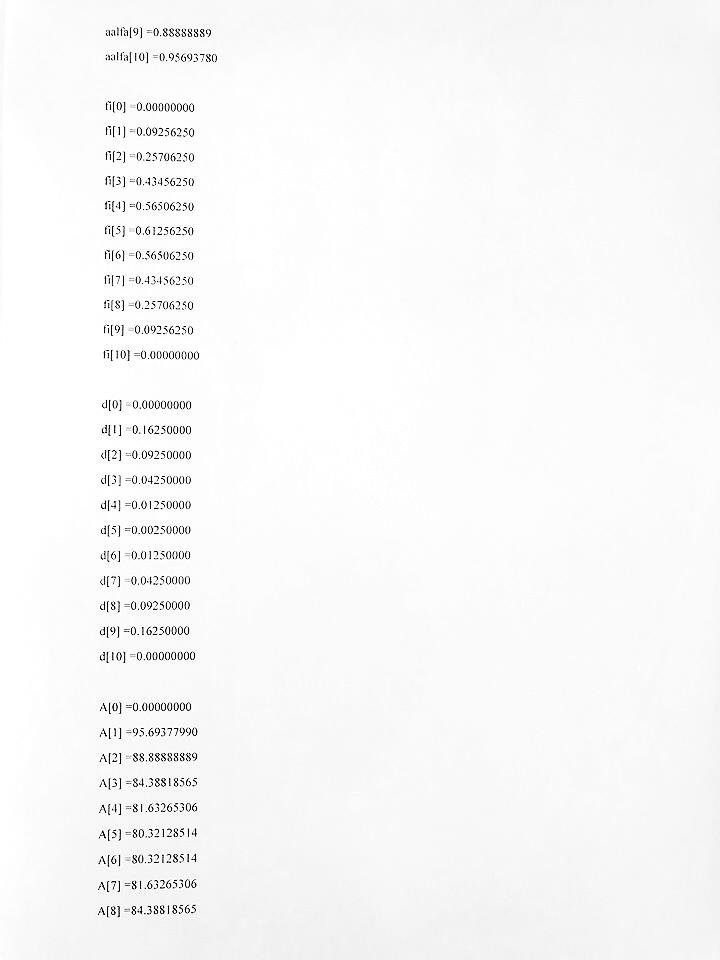 aalfa[9] =0.88888889
aalfa[10] =0.95693780
fi[0] =0.00000000
fi[1] =0.09256250
fi[2] =0.25706250
fi[3] =0.43456250
fi[4] =0.56506250
fi[5] =0.61256250
fi[6] =0.56506250
fi[7] =0.43456250
fi[8] =0.25706250
fi[9] =0.09256250
fi[10] =0.00000000
d[0] =0.00000000
d[1] =0.16250000
d[2] =0.09250000
d[3] =0.04250000
d[4] =0.01250000
d[5] =0.00250000
d[6] =0.01250000
d[7] =0.04250000
d[8] =0.09250000
d[9] =0.16250000
d[10] =0.00000000
A[0] =0.00000000
A[1] =95.69377990
A[2] =88.88888889
A[3] =84.38818565
A[4] =81.63265306
A[5] =80.32128514
A[6] =80.32128514
A[7] =81.63265306
A[8] =84.38818565